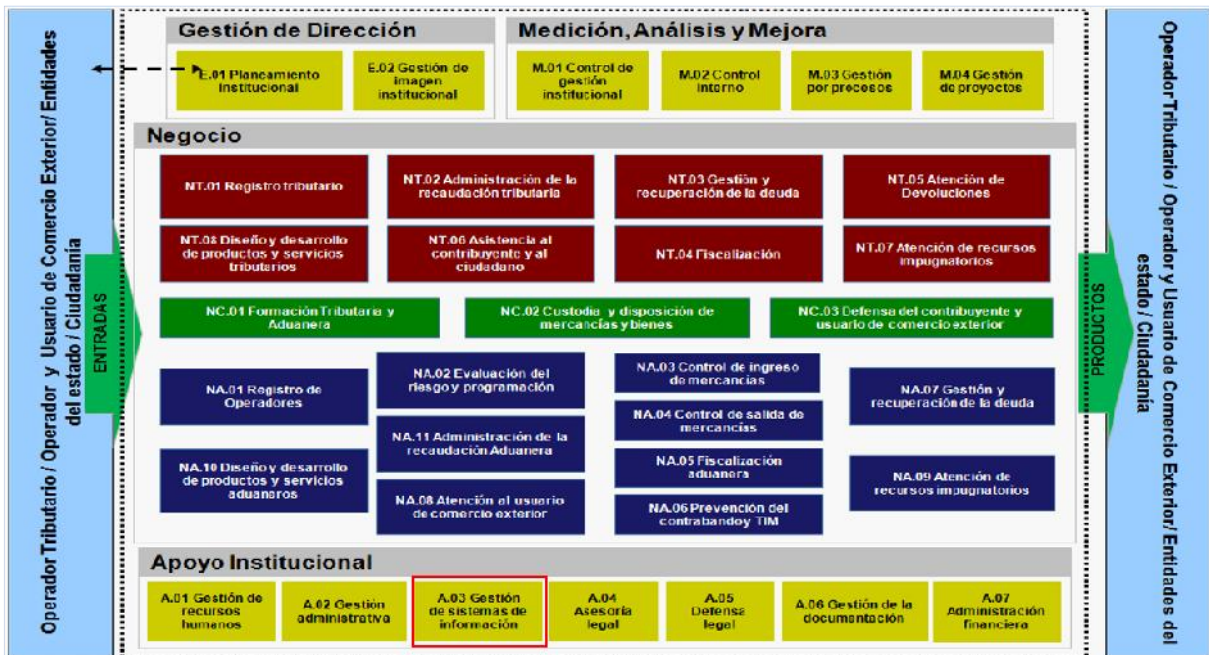 Operador Tributario / Operador y Usuario de Comercio Exterior/ Entidades
del estado / Ciudadanía
ENTRADAS
Gestión de Dirección
E.01 Planeamiento
institucional
E.02 Gestión de
imagen
institucional
Medición, Análisis y Mejora
M.01 Control de
gestión
institucional
M.02 Control
interno
M.03 Gestión
por procesos
M.04 Gestión
de proyectos
Negocio
NT.01 Registro tributario
NT.02 Administración de la
recaudación tributaria
NT.03 Gestión y
recuperación de la deuda
NT.05 Atención de
Devoluciones
NT.08 Diseño y desarrollo
de productos y servicios
tributarios
NT.06 Asistencia al
contribuyente y al
ciudadano
NT.04 Fiscalización
NT.07 Atención de recursos
impugnatorios
NC.01 Formación Tributaria y
Aduanera
NC.02 Custodia y disposición de
mercancías y bienes
NC.03 Defensa del contribuyente y
usuario de comercio exterior
NA.01 Registro de
Operadores
NA.02 Evaluación del
riesgo y programación
NA.03 Control de ingreso
de mercancías
NA.07 Gestión y
recuperación de la deuda
NA.04 Control de salida de
mercancías
NA.11 Administración de la
recaudación Aduanera
NA.10 Diseño y desarrollo
de productos y servicios
aduaneros
NA.05 Fiscalización
aduanera
NA.09 Atención de
recursos impugnatorios
NA.08 Atención al usuario
de comercio exterior
NA.06 Prevención del
contrabando y TIM
Apoyo Institucional
A.01 Gestión de
recursos
humanos
A.02 Gestión
administrativa
A.03 Gestión
de sistemas de
información
A.04
Asesoría
legal
A.05
Defensa
legal
A.06 Gestión de la
documentación
A.07
Administración
financiera
PRODUCTOS
Operador Tributario / Operador y Usuario de Comercio Exterior/ Entidades del
estado / Ciudadanía